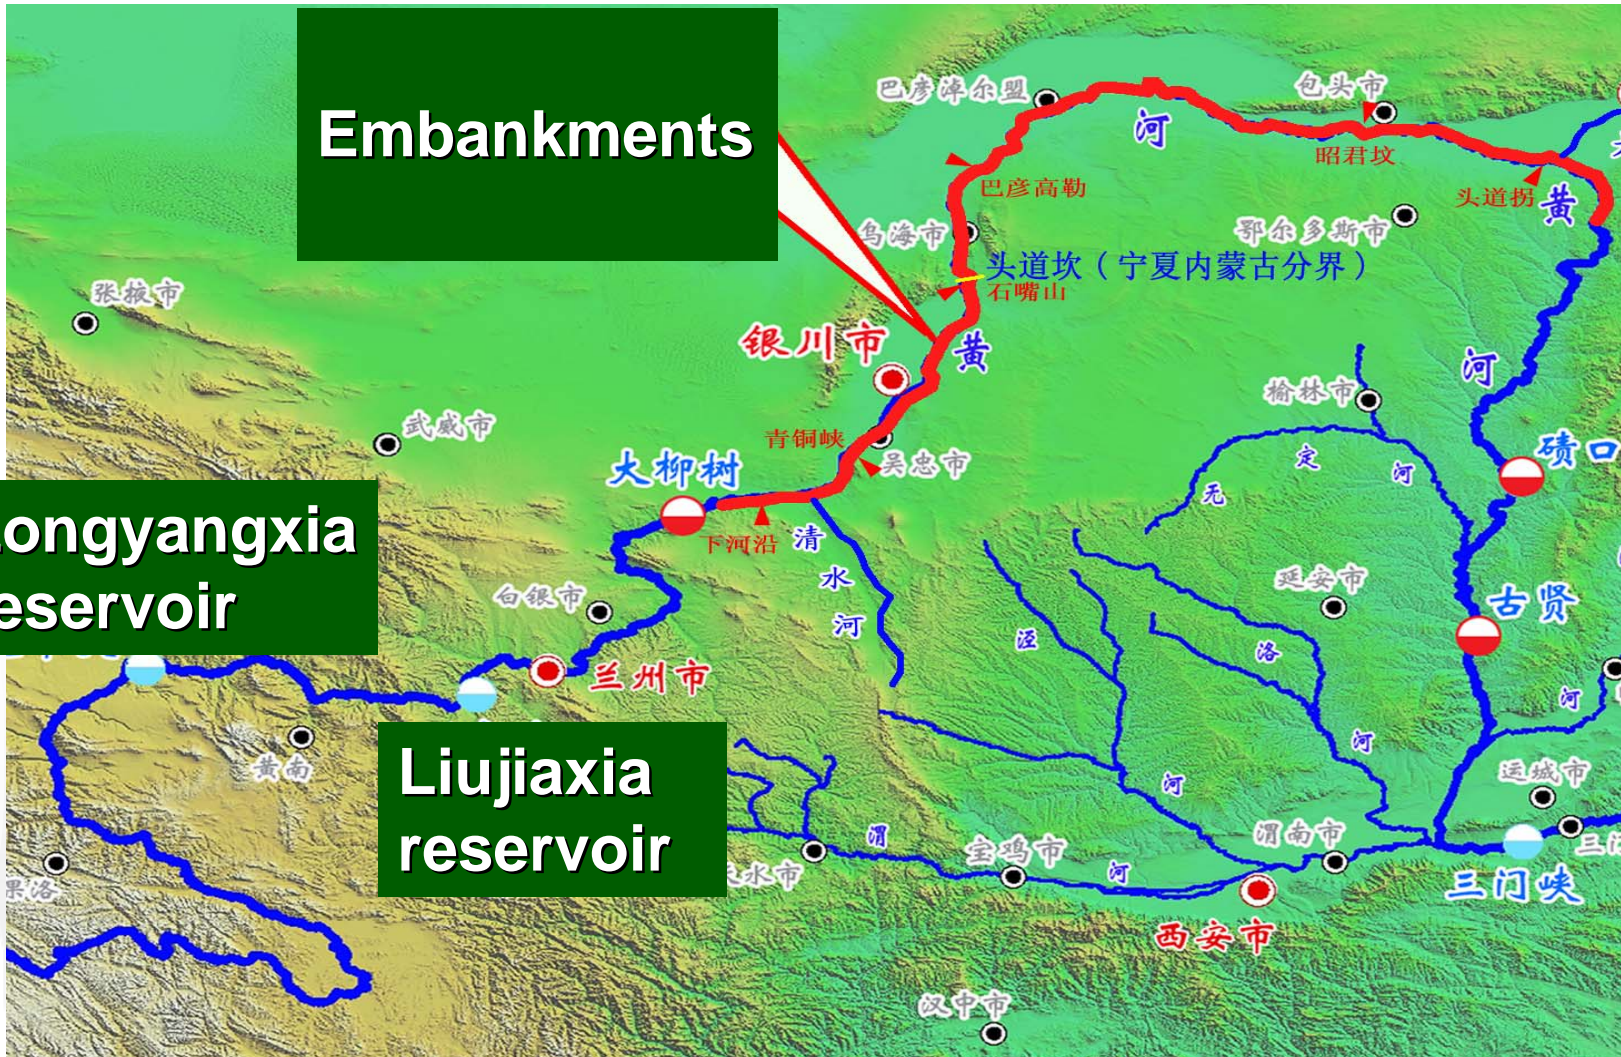 Embankments
巴彦淖尔盟
包头市
河
昭君坟
巴彦高勒
头道拐
黄
乌海市
鄂尔多斯市
头道坎（宁夏内蒙古分界）
石嘴山
张掖市
银川市
黄
河
榆林市
武威市
青铜峡
吴忠市
大柳树
定
河
无
碛口
ongyangxia
eservoir
下河沿
清
水
河
白银市
延安市
古贤
泾
洛
兰州市
河
黄南
河
运城市
Liujiaxia
reservoir
河
渭
宝鸡市
渭南市
三门
果洛
水市
河
三门峡
西安市
汉中市